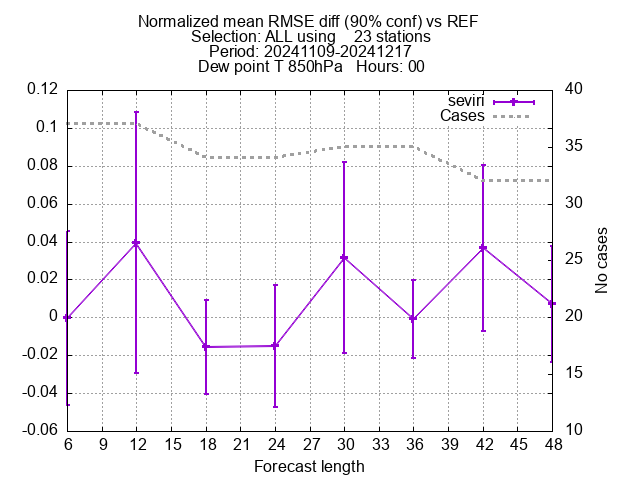 Normalized mean RMSE diff (90% conf) vs REF
Selection: ALL using    23 stations
Period: 20241109-20241217
Dew point T 850hPa   Hours: 00
seviri
Cases
0.12
0.1
0.08
0.06
0.04
0.02
0
-0.02
-0.04
-0.06
40
35
30
25
20
15
10
No cases
6 9 12 15 18 21 24 27 30 33 36 39 42 45 48
Forecast length